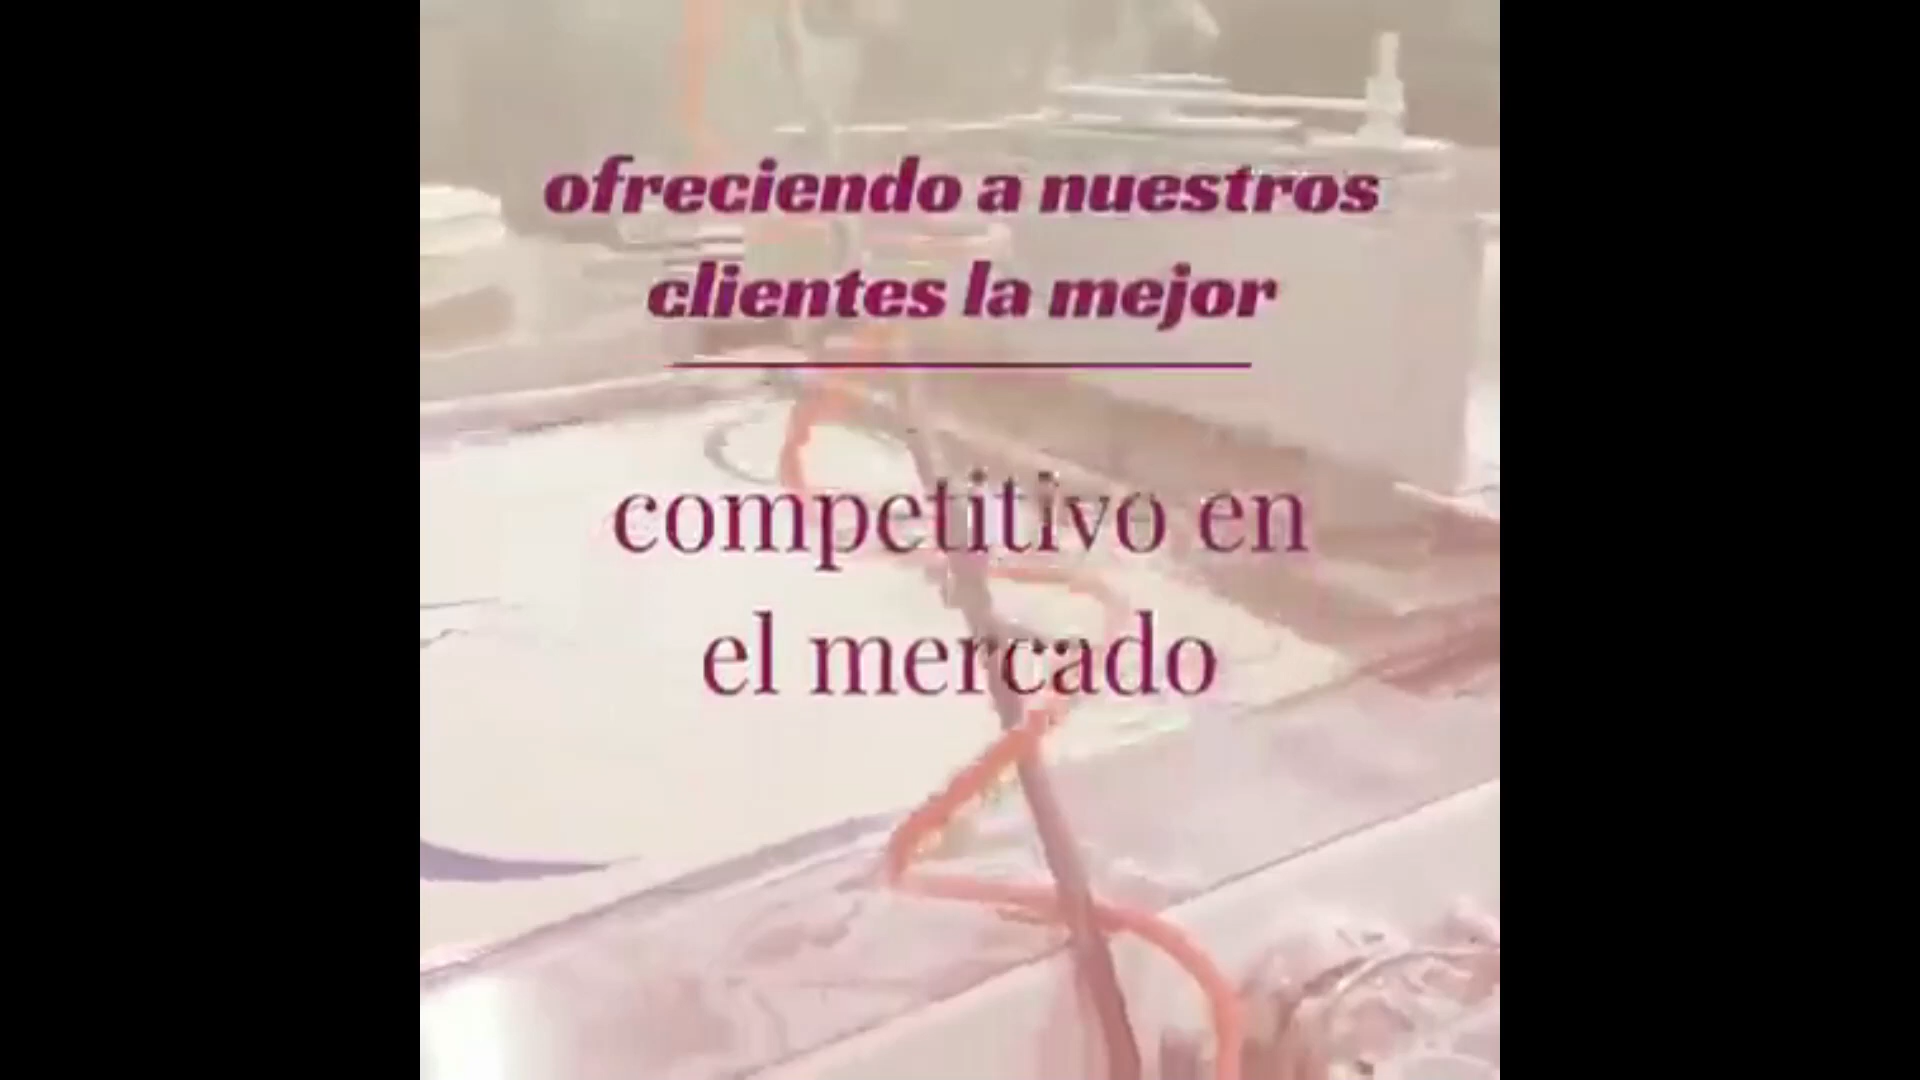 ofreciendo a nuestros
clientes la mejor
competitivo en
el mercado